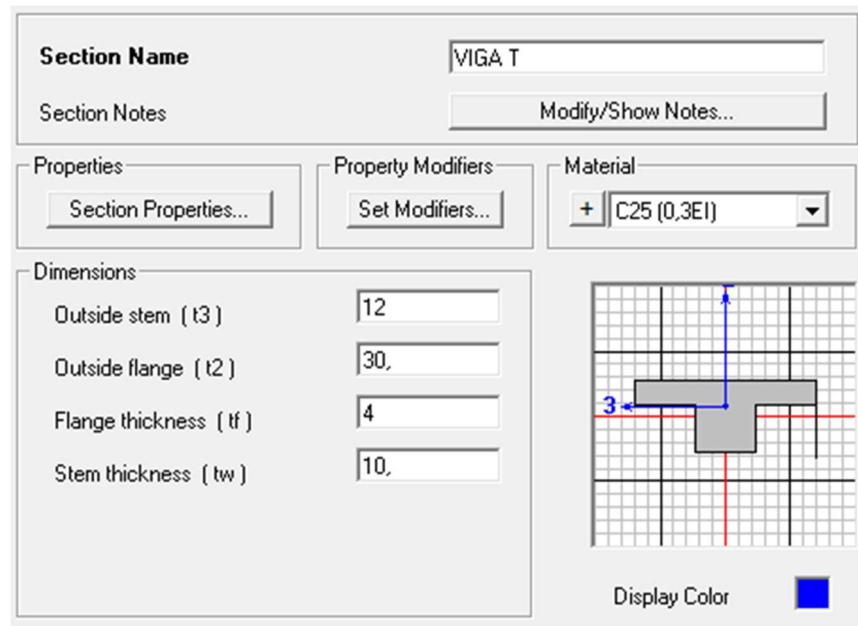 Section Name
VIGA T
Section Notes
Modify/Show Notes...
Properties
Property Modifiers
Material
Section Properties...
Set Modifiers...
+
C25 (0,3EI)
Dimensions
Outside stem ( t3 )
12
Outside flange ( t2 )
30,
Flange thickness ( tf )
4
Stem thickness ( tw )
10,
3
Display Color